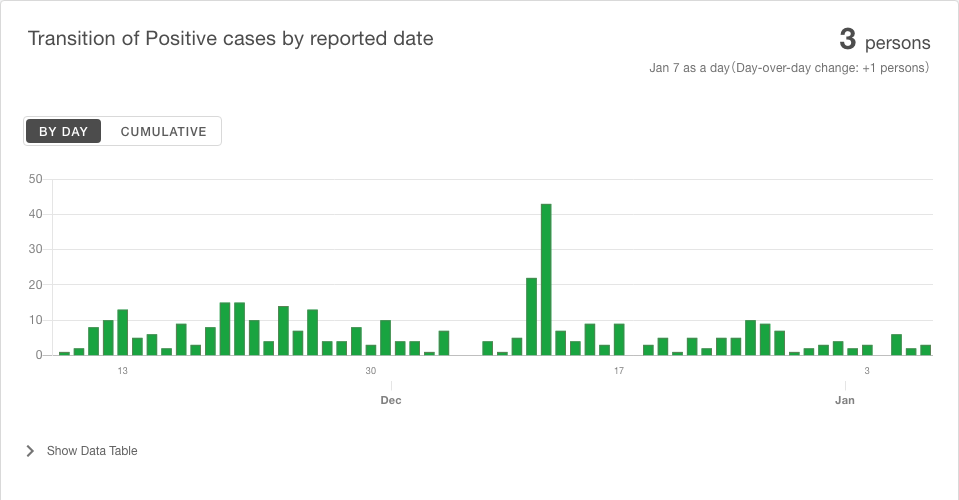 Transition of Positive cases by reported date
3 persons
Jan 7 as a day(Day-over-day change: +1 persons)
BY DAY CUMULATIVE
50
40
30
20
10
0
13 30 17 3
Dec Jan
Show Data Table